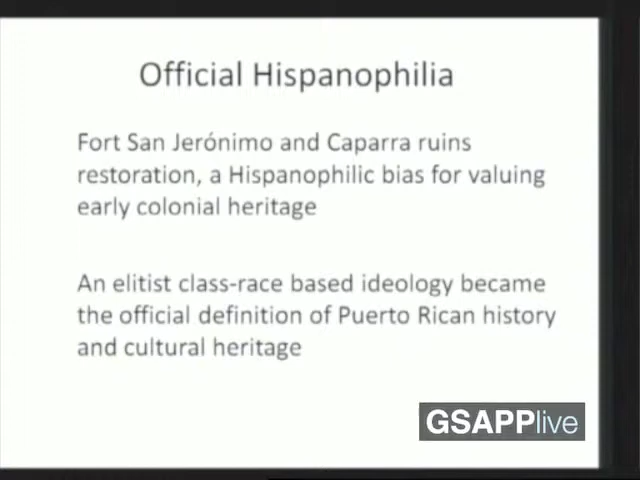 Official Hispanophilia
Fort San Jerónimo and Caparra ruins
restoration, a Hispanophilic bias for valuing
early colonial heritage
An elitist class-race based ideology became
the official definition of Puerto Rican history
and cultural heritage
GSAPPlive